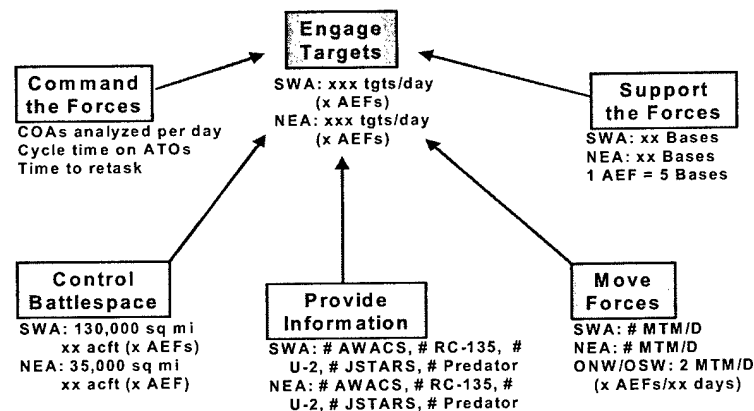 Engage
Targets
SWA: xxx tgts/day
(x AEFs)
NEA: xxx tgts/day
(x AEFs)
Command
the Forces
COAs analyzed per day
Cycle time on ATOs
Time to retask
Support
the Forces
SWA: xx Bases
NEA: xx Bases
1 AEF = 5 Bases
Control
Battlespace
SWA: 130,000 sq mi
xx acft (x AEFs)
NEA: 35,000 sq mi
xx acft (x AEF)
Provide
Information
SWA: # AWACS, # RC-135, #
U-2, # JSTARS, # Predator
NEA: # AWACS, # RC-135, #
U-2, # JSTARS, # Predator
Move
Forces
SWA: # MTM/D
NEA: # MTM/D
ONW/OSW: 2 MTM/D
(x AEFs/xx days)